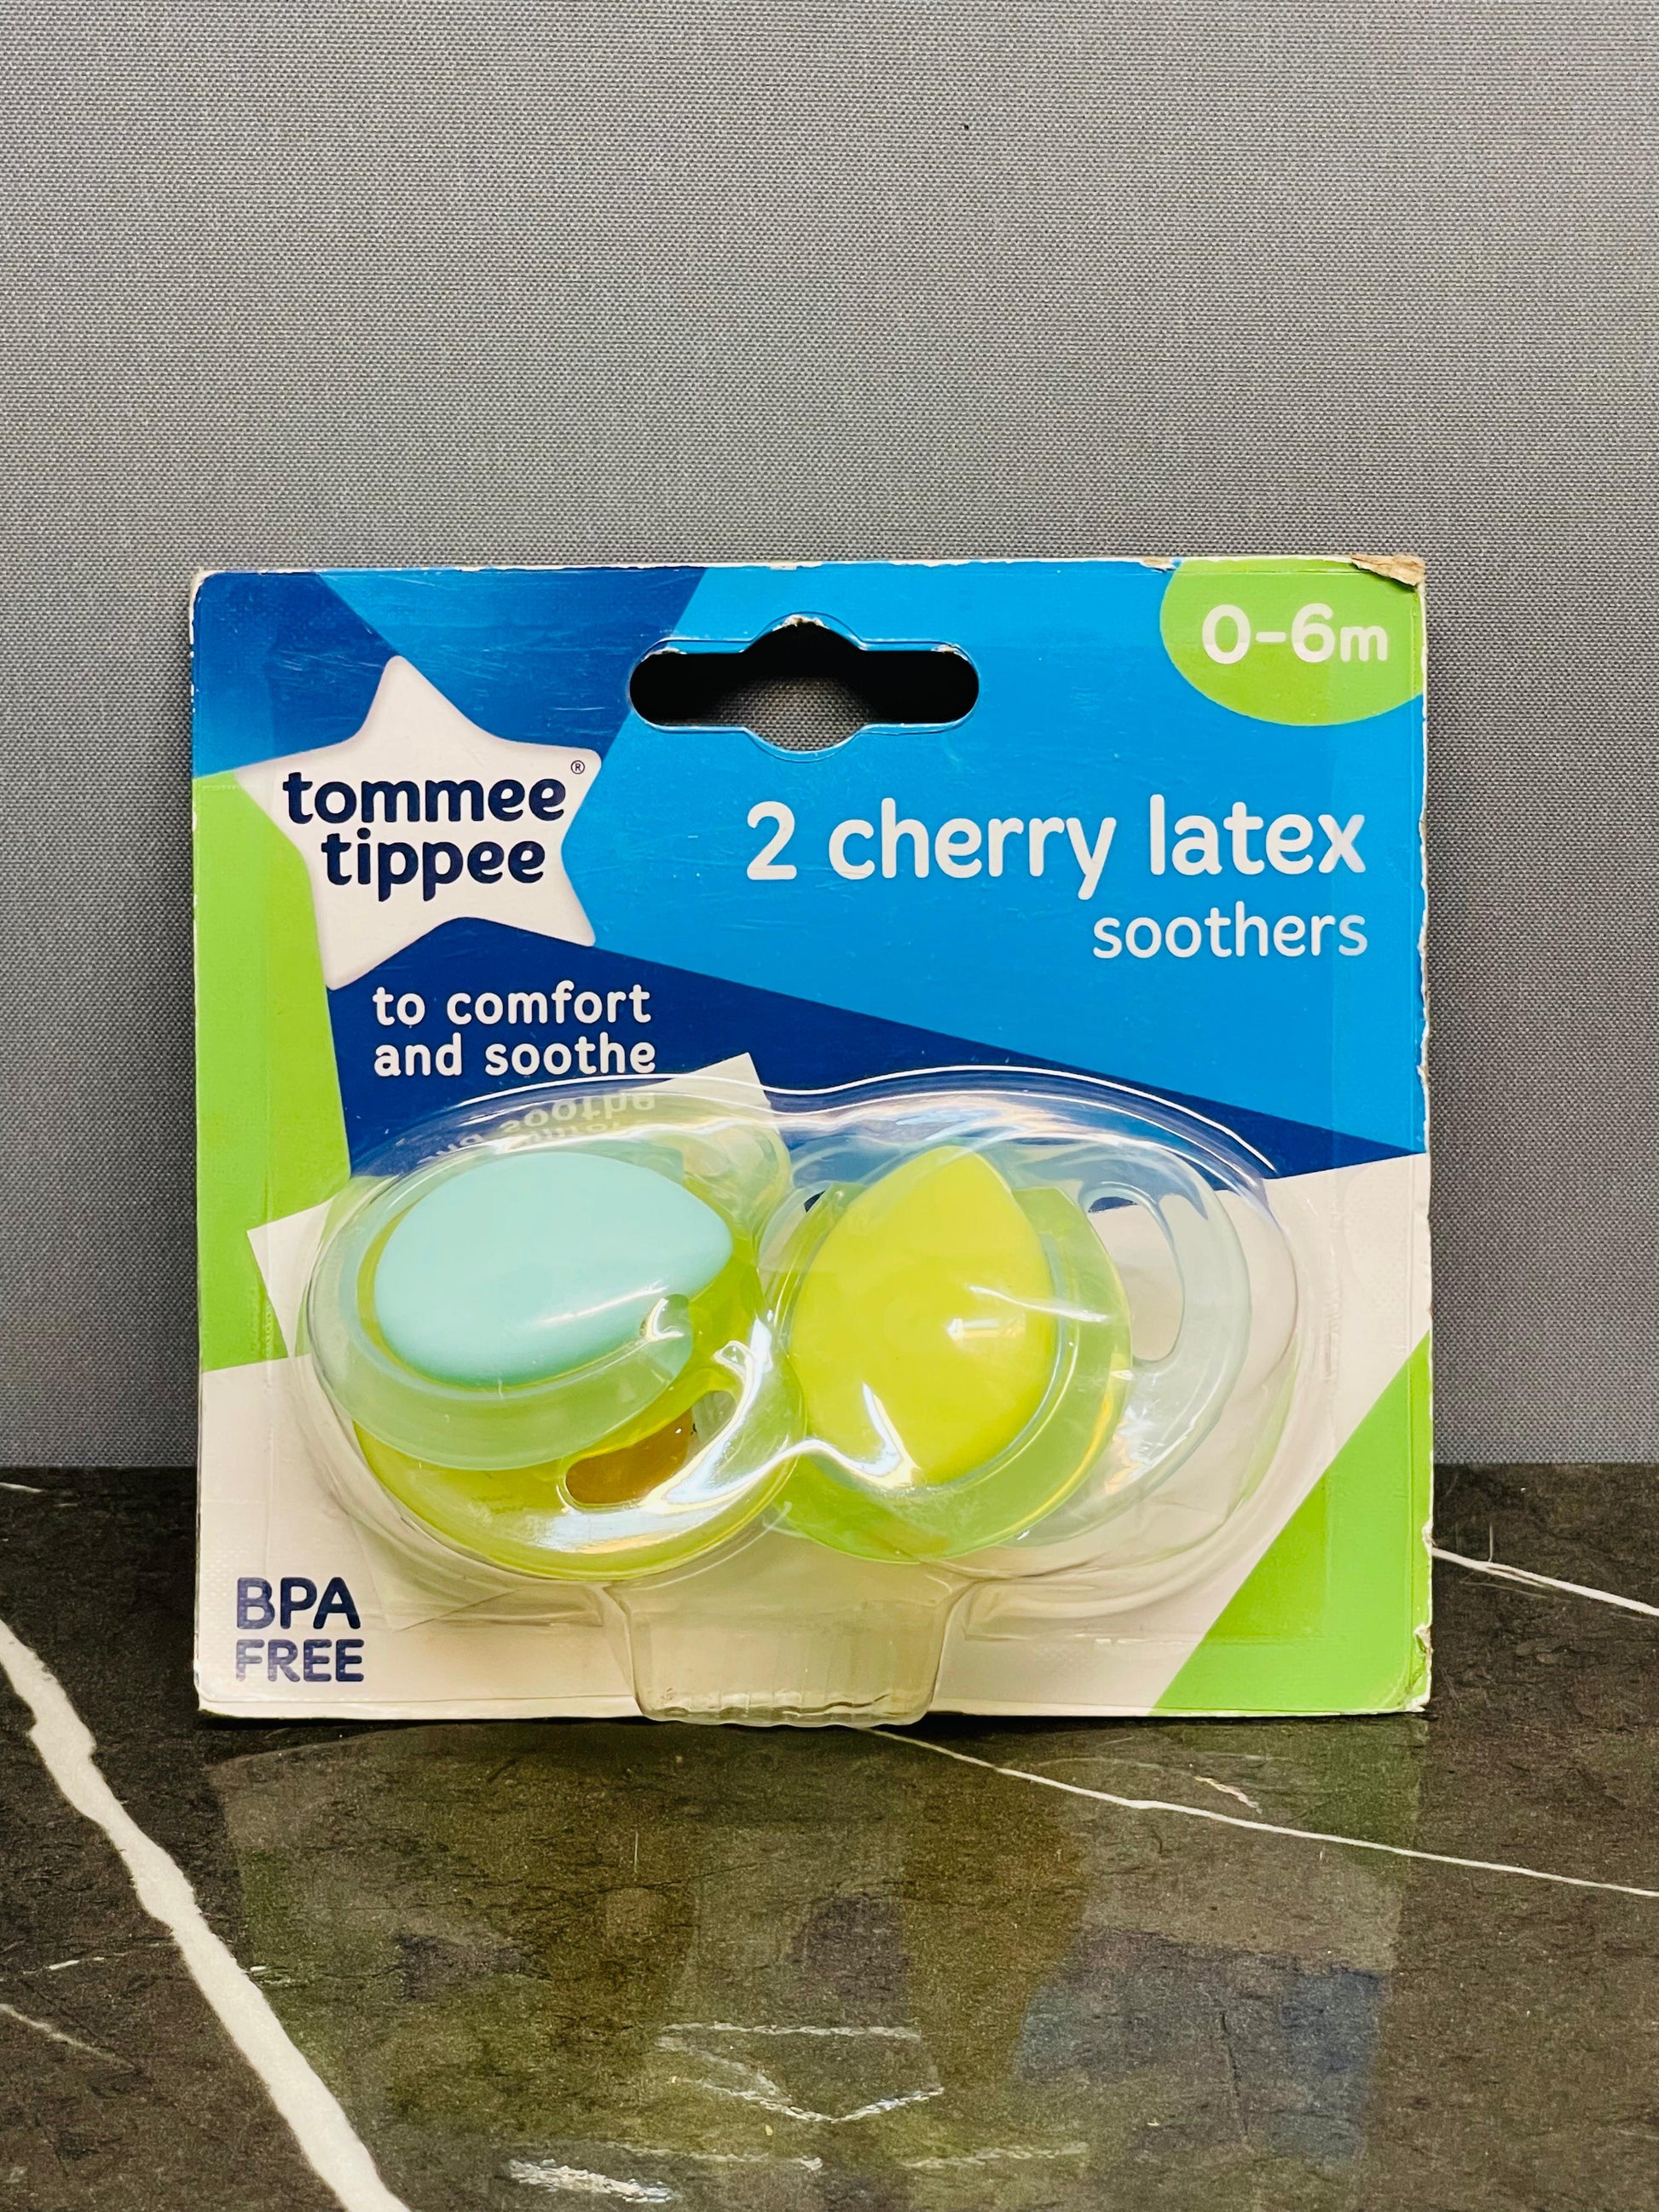 0-6m
tommee®
tippee
2 cherry latex
soothers
to comfort
and soothe
BPA
FREE